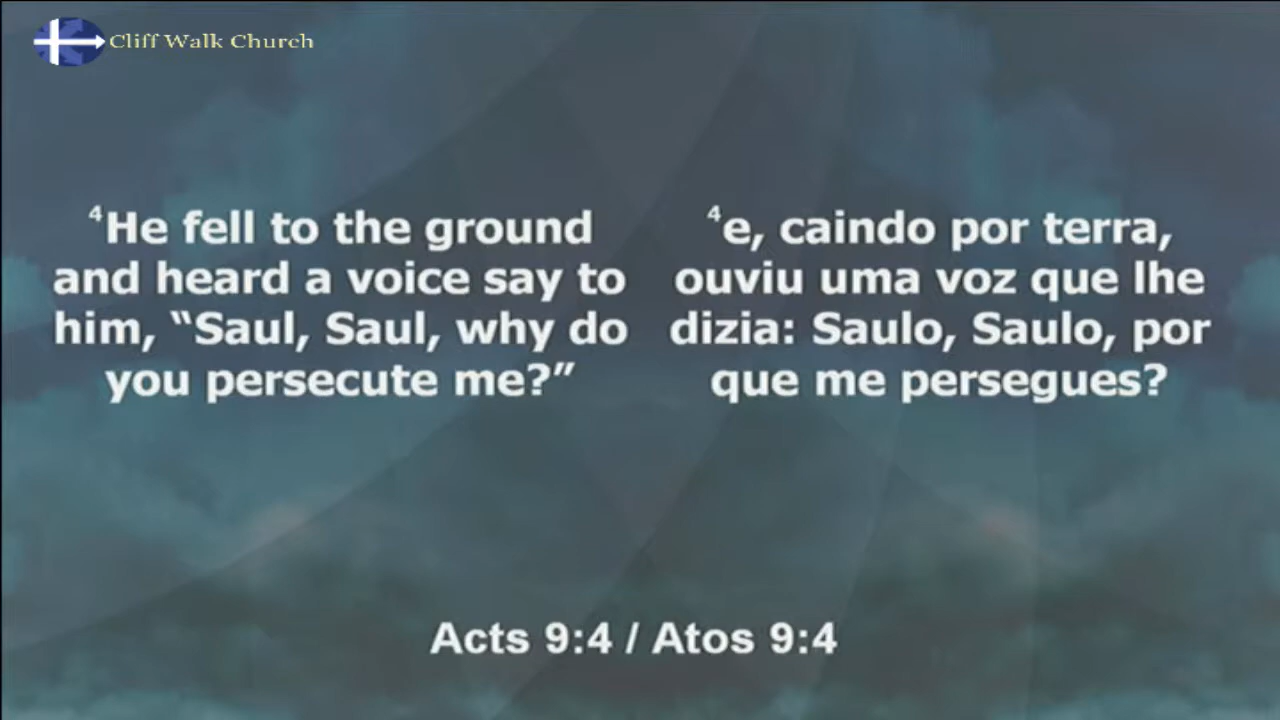 Cliff Walk Church
⁴He fell to the ground
and heard a voice say to
him, “Saul, Saul, why do
you persecute me?”
⁴e, caindo por terra,
ouviu uma voz que lhe
dizia: Saulo, Saulo, por
que me persegues?
Acts 9:4 / Atos 9:4